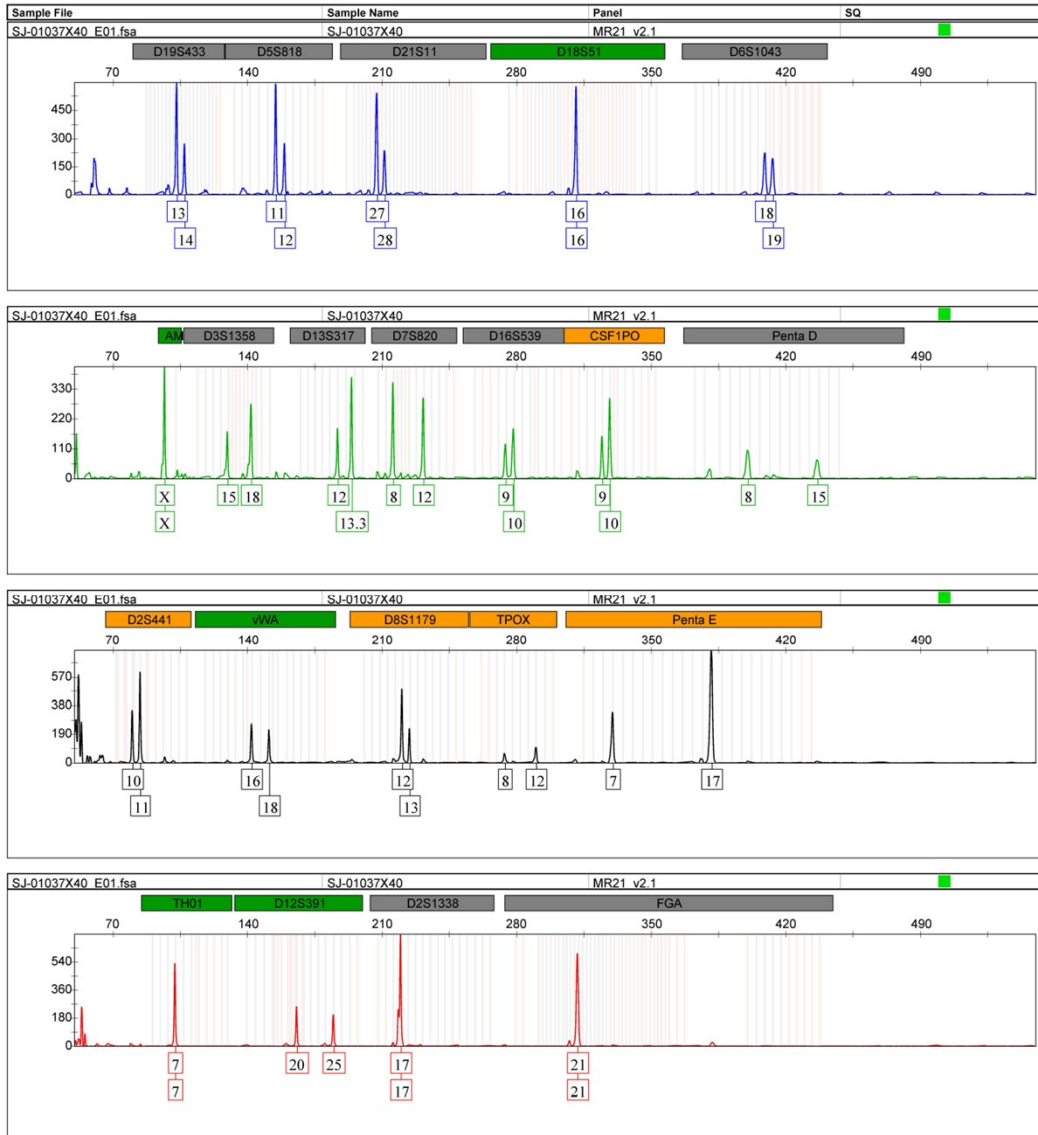 Sample File Sample Name Panel SQ
SJ-01037X40_E01.fsa SJ-01037X40 MR21_v2.1
D19S433 D5S818 D21S11 D18S51 D6S1043
70 140 210 280 350 420 490
450
300
150
0
13 11 27 16 18
14 12 28 16 19
SJ-01037X40_E01.fsa SJ-01037X40 MR21_v2.1
AM D3S1358 D13S317 D7S820 D16S539 CSF1PO Penta D
70 140 210 280 350 420 490
330
220
110
0
X 15 18 12 8 12 9 9 8 15
X 13.3 10 10
SJ-01037X40_E01.fsa SJ-01037X40 MR21_v2.1
D2S441 vWA D8S1179 TPOX Penta E
70 140 210 280 350 420 490
570
380
190
0
10 16 12 8 12 7 17
11 18 13
SJ-01037X40_E01.fsa SJ-01037X40 MR21_v2.1
TH01 D12S391 D2S1338 FGA
70 140 210 280 350 420 490
540
360
180
0
7 20 25 17 21
7 17 21